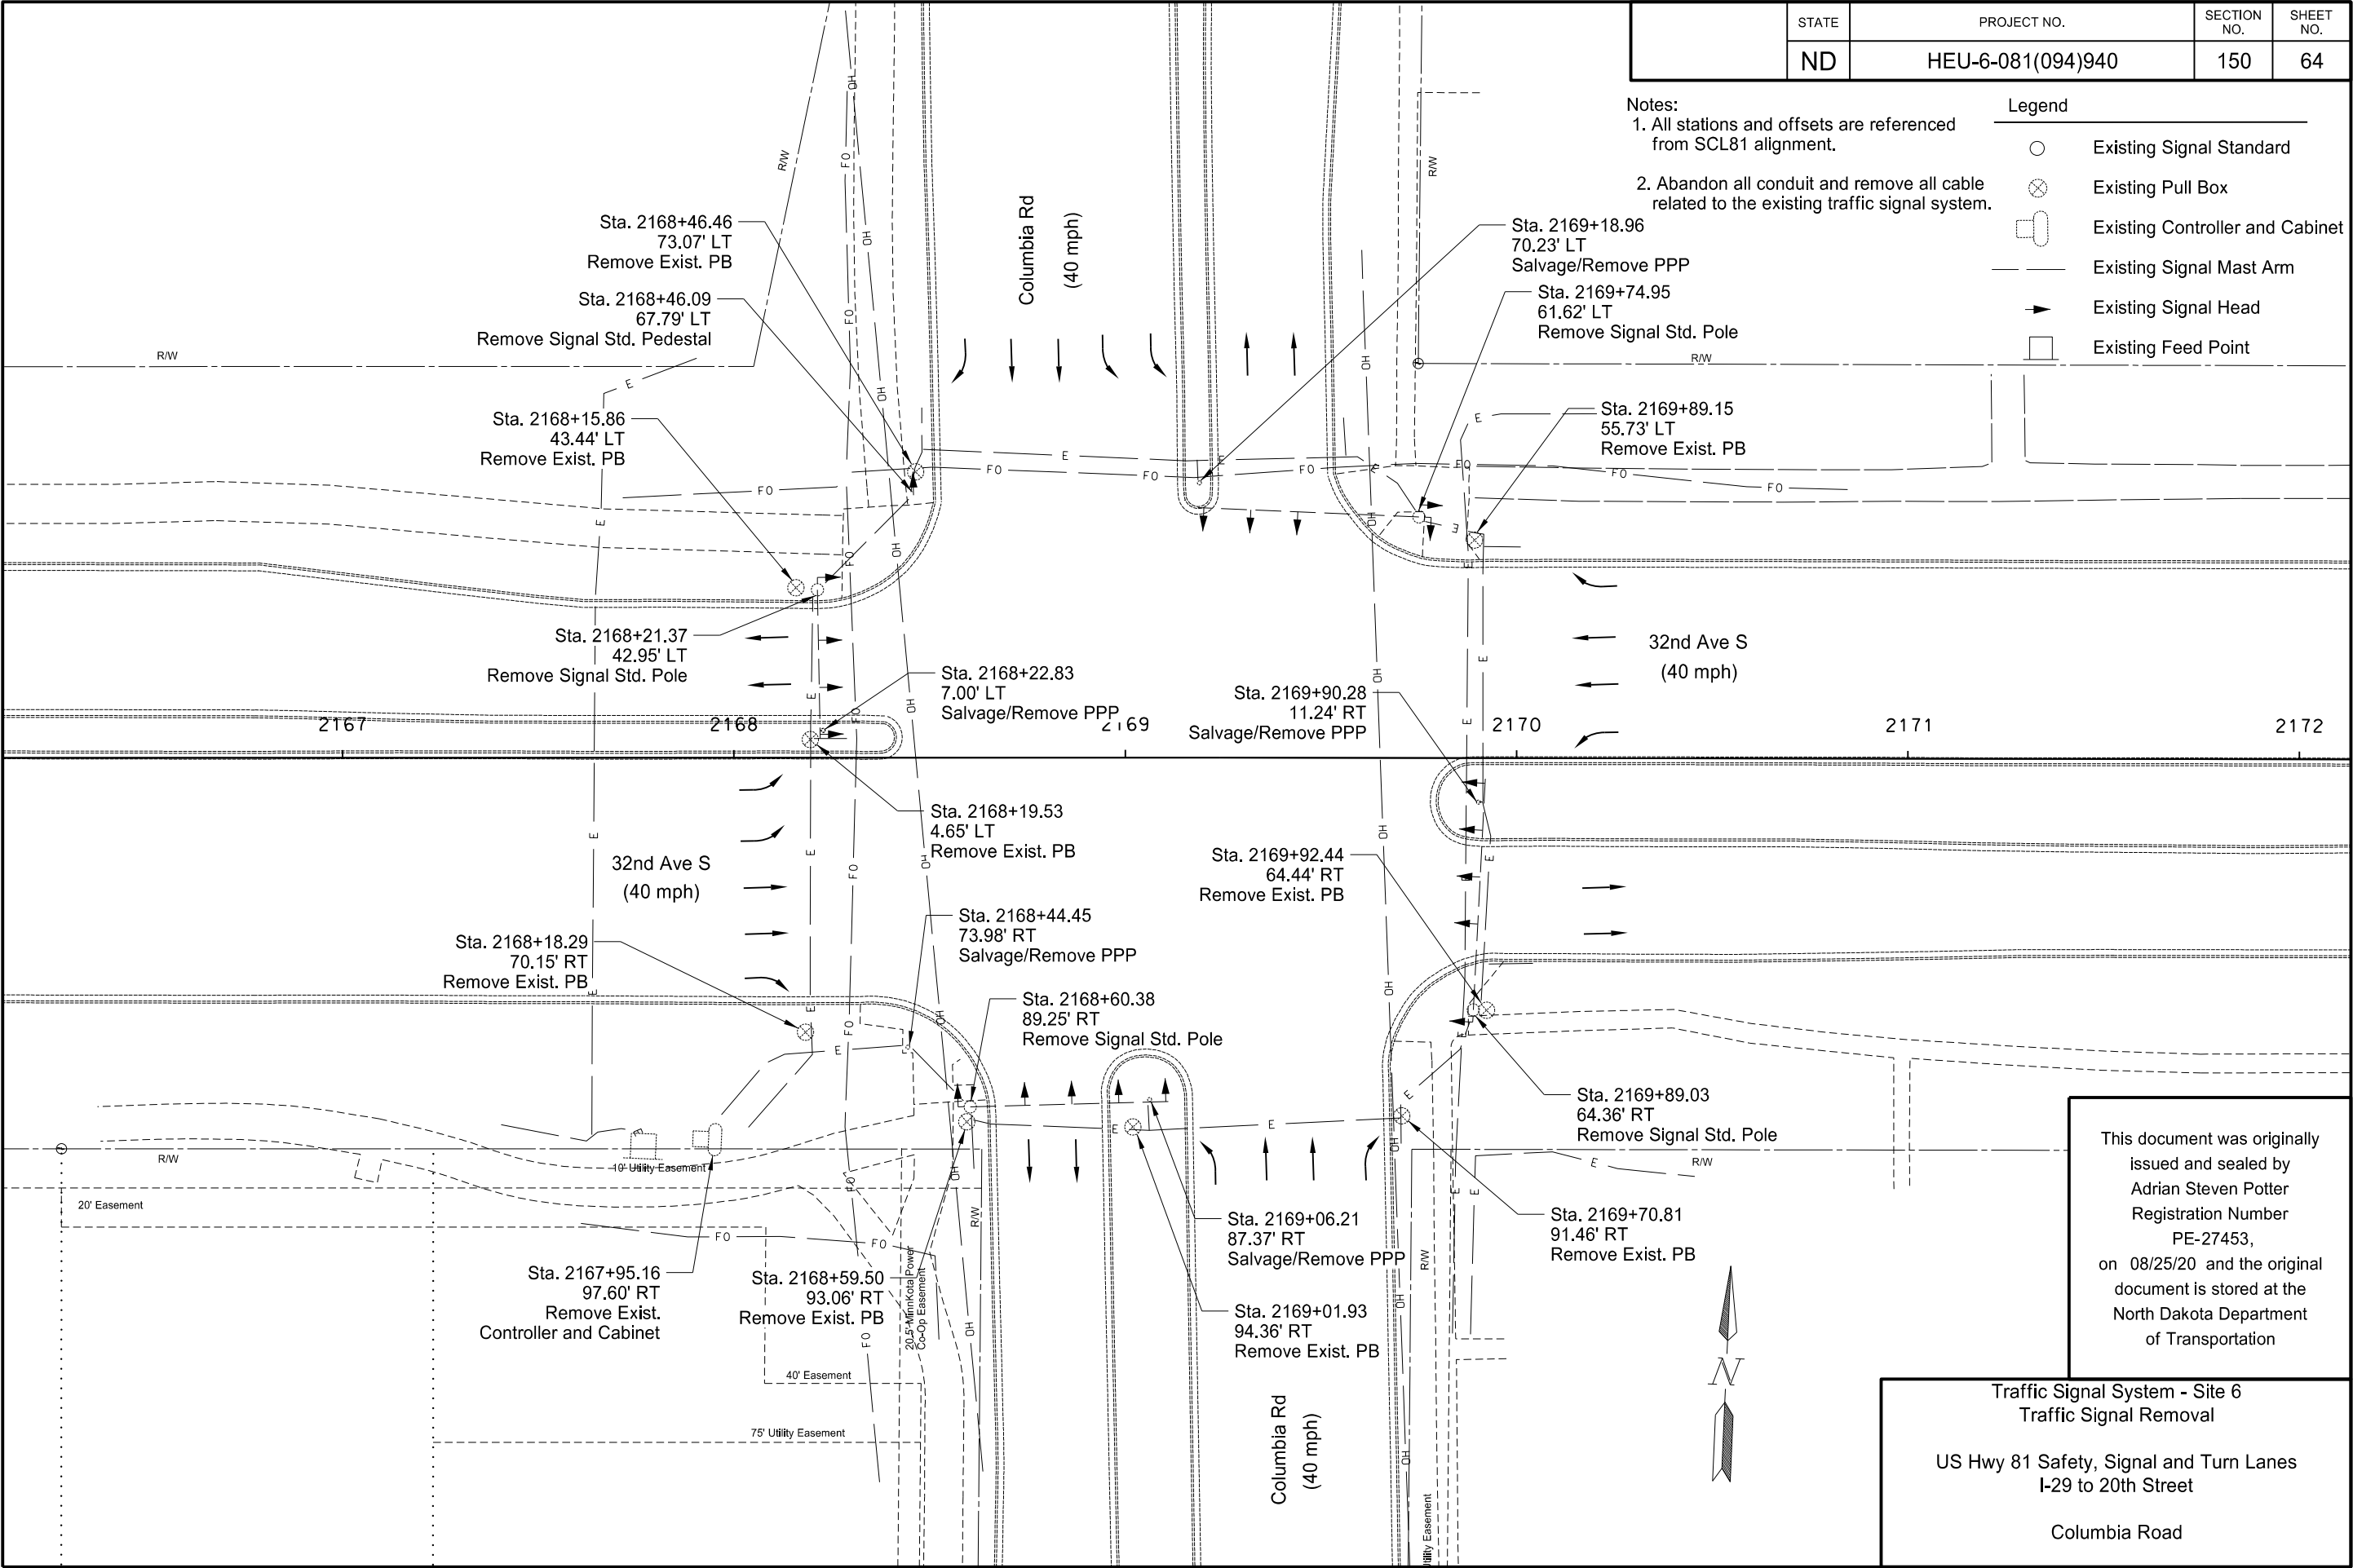 STATE
PROJECT NO.
SECTION
NO.
SHEET
NO.
ND
HEU-6-081(094)940
150
64
Notes:
1. All stations and offsets are referenced
from SCL81 alignment.
2. Abandon all conduit and remove all cable
related to the existing traffic signal system.
Legend
Existing Signal Standard
Existing Pull Box
Existing Controller and Cabinet
Existing Signal Mast Arm
Existing Signal Head
Existing Feed Point
Sta. 2168+46.46
73.07' LT
Remove Exist. PB
Sta. 2168+46.09
67.79' LT
Remove Signal Std. Pedestal
Sta. 2168+15.86
43.44' LT
Remove Exist. PB
Sta. 2168+21.37
42.95' LT
Remove Signal Std. Pole
Columbia Rd
(40 mph)
Sta. 2169+18.96
70.23' LT
Salvage/Remove PPP
Sta. 2169+74.95
61.62' LT
Remove Signal Std. Pole
Sta. 2169+89.15
55.73' LT
Remove Exist. PB
32nd Ave S
(40 mph)
Sta. 2168+22.83
7.00' LT
Salvage/Remove PPP
Sta. 2169+90.28
11.24' RT
Salvage/Remove PPP
2167
2168
2169
2170
2171
2172
Sta. 2168+19.53
4.65' LT
Remove Exist. PB
32nd Ave S
(40 mph)
Sta. 2169+92.44
64.44' RT
Remove Exist. PB
Sta. 2168+44.45
73.98' RT
Salvage/Remove PPP
Sta. 2168+18.29
70.15' RT
Remove Exist. PB
Sta. 2168+60.38
89.25' RT
Remove Signal Std. Pole
Sta. 2169+89.03
64.36' RT
Remove Signal Std. Pole
Sta. 2169+06.21
87.37' RT
Salvage/Remove PPP
Sta. 2169+70.81
91.46' RT
Remove Exist. PB
Sta. 2167+95.16
97.60' RT
Remove Exist.
Controller and Cabinet
Sta. 2168+59.50
93.06' RT
Remove Exist. PB
Sta. 2169+01.93
94.36' RT
Remove Exist. PB
R/W
R/W
R/W
R/W
R/W
R/W
R/W
R/W
10' Utility Easement
20' Easement
20.5' MinnKota Power
Co-Op Easement
40' Easement
75' Utility Easement
Utility Easement
Columbia Rd
(40 mph)
N
This document was originally
issued and sealed by
Adrian Steven Potter
Registration Number
PE-27453,
on 08/25/20 and the original
document is stored at the
North Dakota Department
of Transportation
Traffic Signal System - Site 6
Traffic Signal Removal
US Hwy 81 Safety, Signal and Turn Lanes
I-29 to 20th Street
Columbia Road